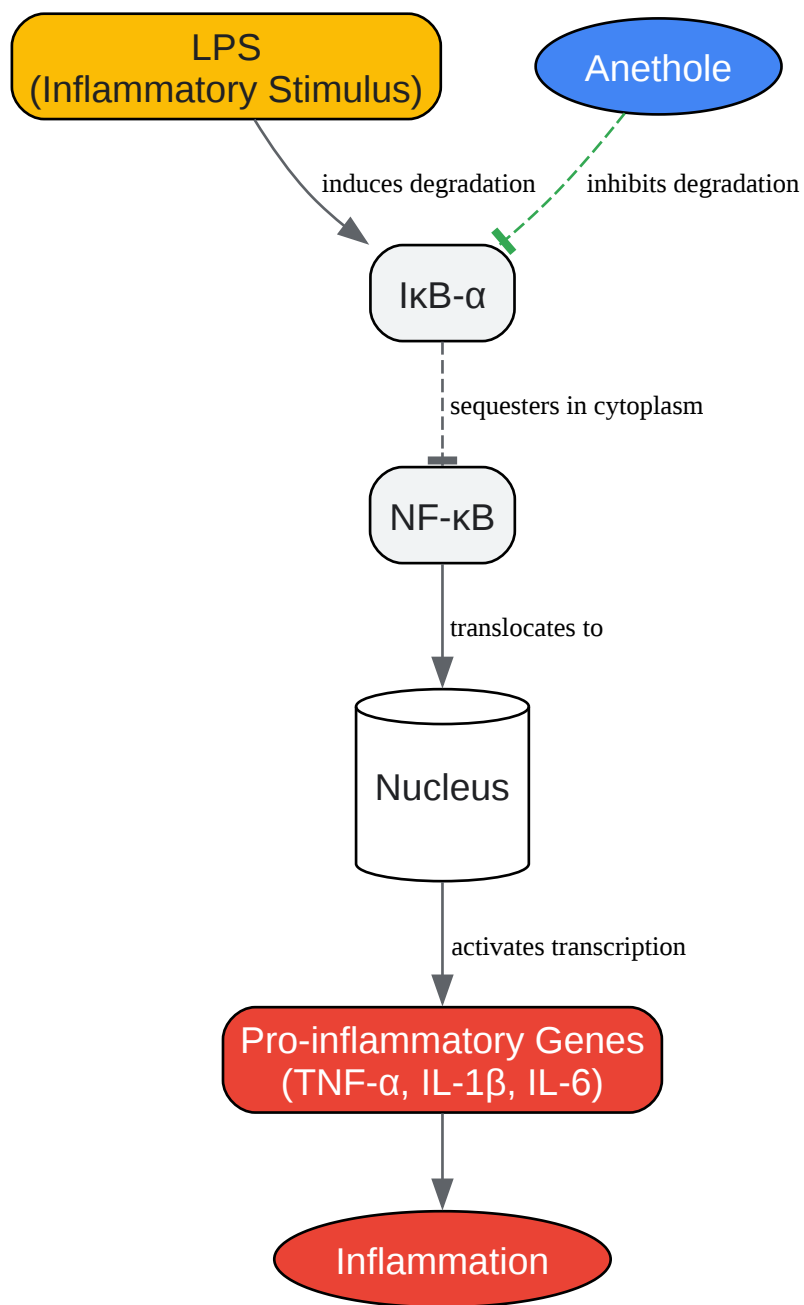 LPS
(Inflammatory Stimulus)
Anethole
induces degradation
inhibits degradation
IκB-α
sequesters in cytoplasm
NF-κB
translocates to
Nucleus
activates transcription
Pro-inflammatory Genes
(TNF-α, IL-1β, IL-6)
Inflammation